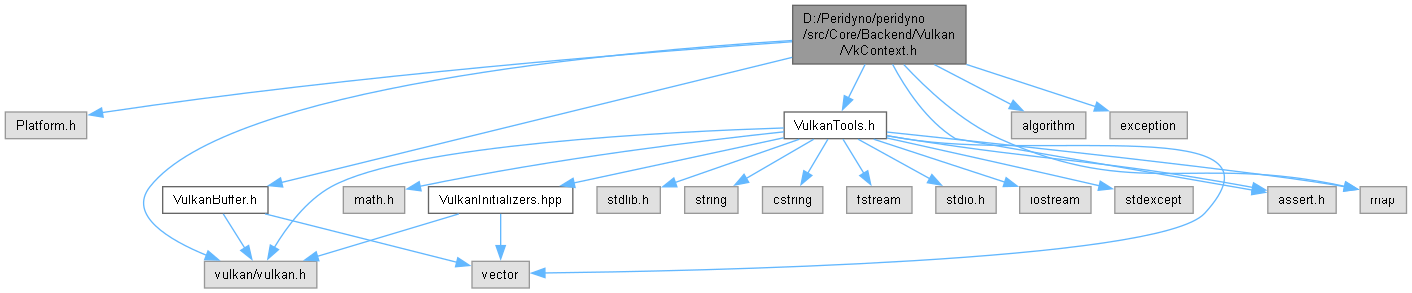 D:/Peridyno/peridyno
/src/Core/Backend/Vulkan
/VkContext.h
Platform.h
VulkanTools.h
algorithm
exception
VulkanBuffer.h
math.h
VulkanInitializers.hpp
stdlib.h
string
cstring
fstream
stdio.h
iostream
stdexcept
assert.h
map
vulkan/vulkan.h
vector